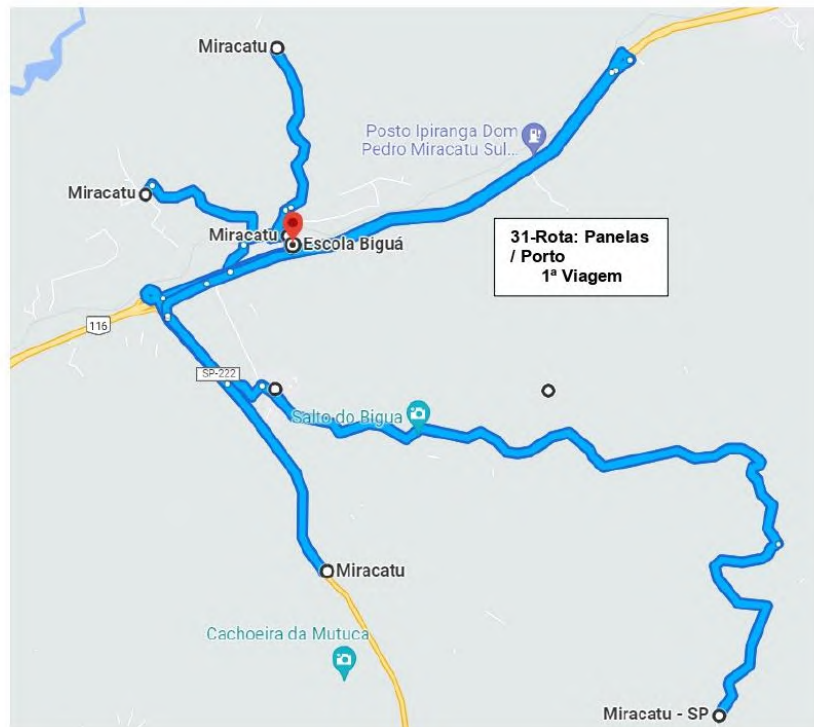 Miracatu
Posto Ipiranga Dom
Pedro Miracatu Sul...
Miracatu
Miracatu
Escola Biguá
31-Rota: Panelas
/ Porto
1ª Viagem
116
SP-222
Salto do Bigua
Miracatu
Cachoeira da Mutuca
Miracatu - SP